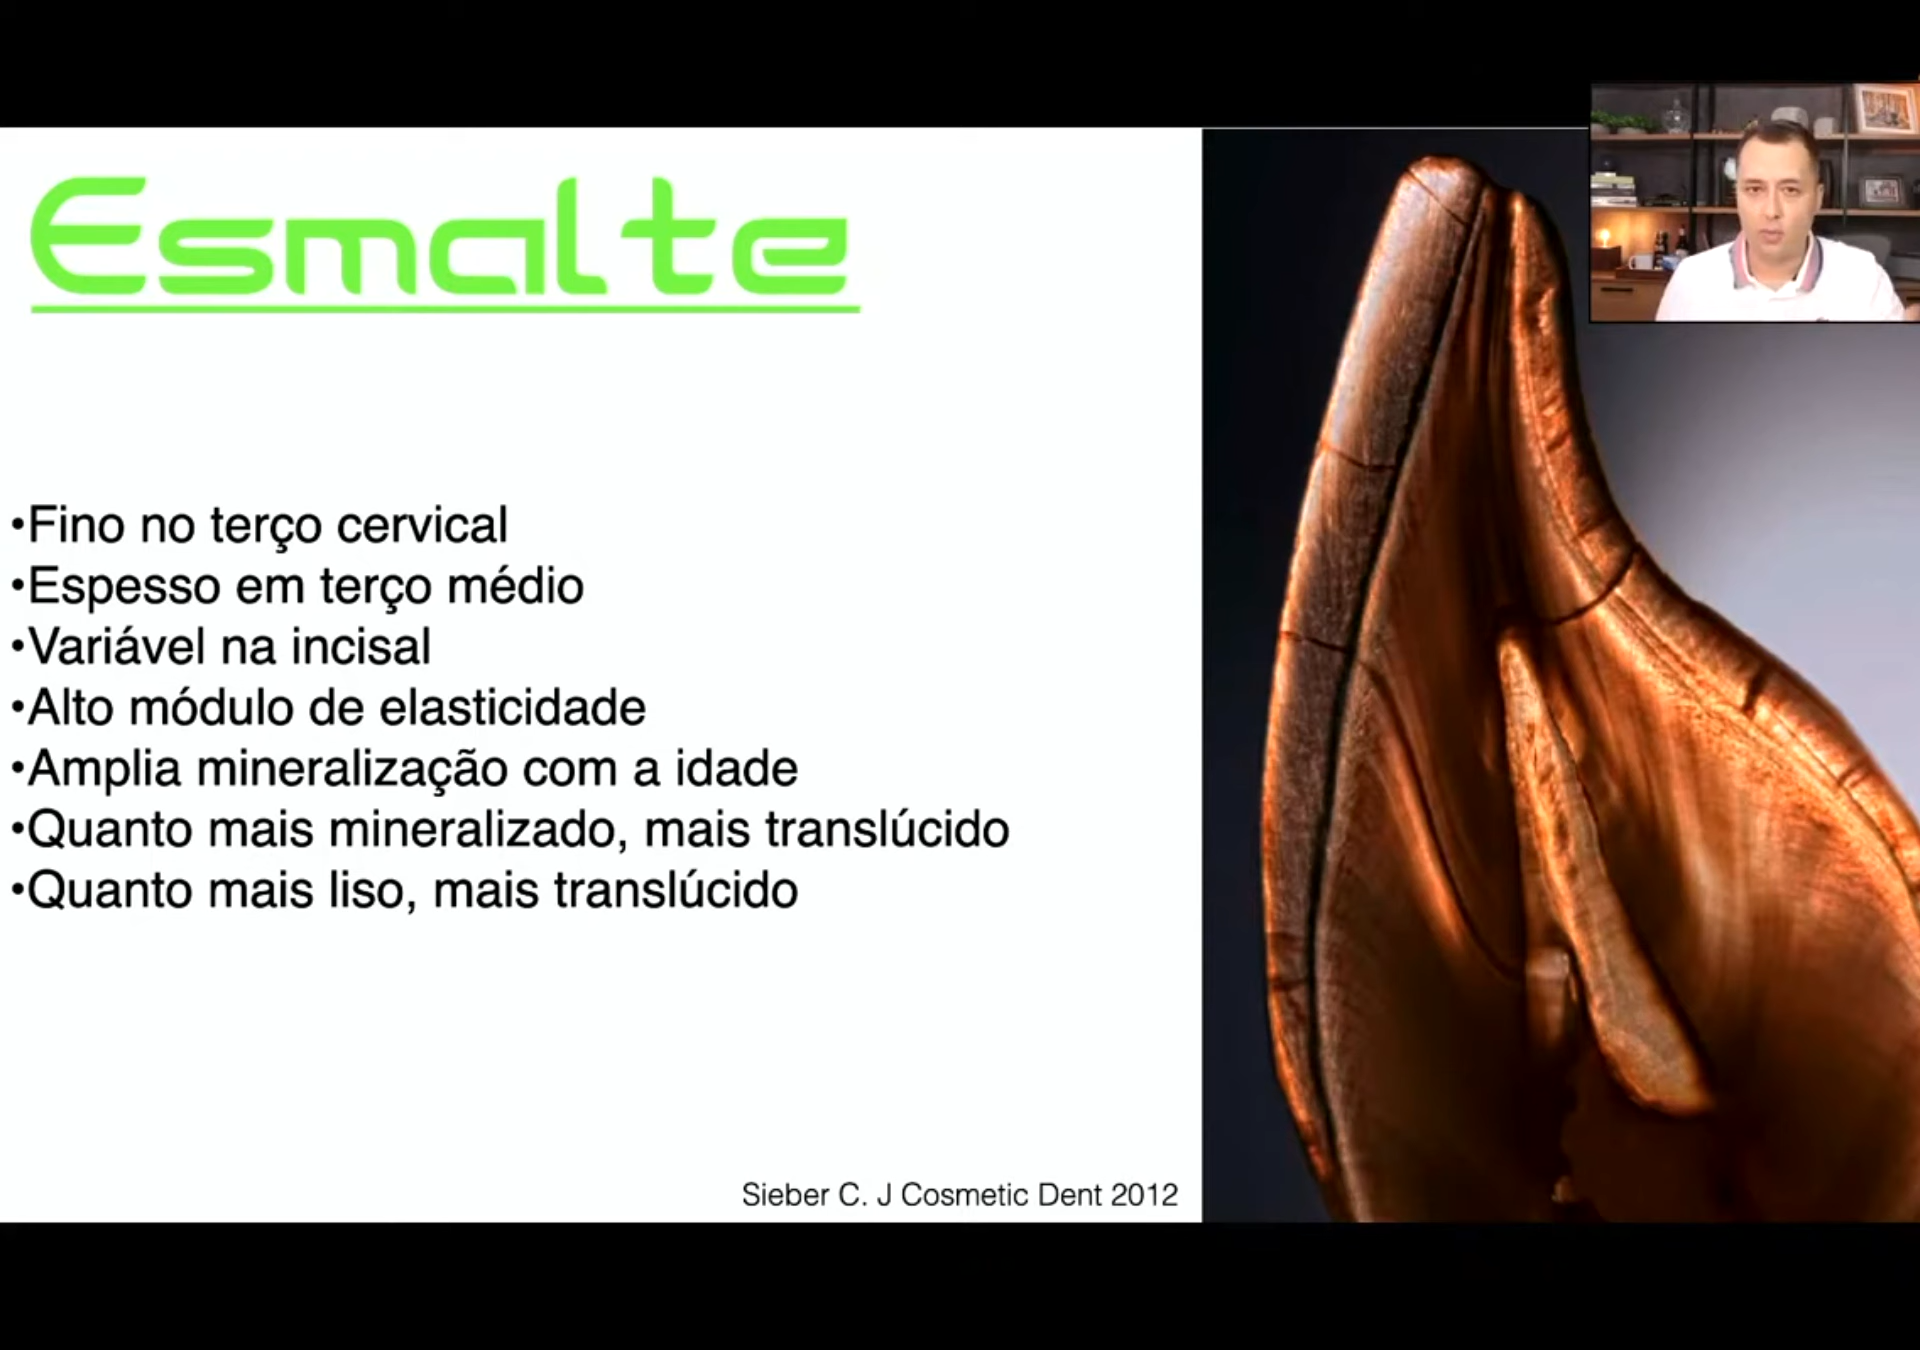 Esmalte
•Fino no terço cervical
•Espesso em terço médio
•Variável na incisal
•Alto módulo de elasticidade
•Amplia mineralização com a idade
•Quanto mais mineralizado, mais translúcido
•Quanto mais liso, mais translúcido
Sieber C. J Cosmetic Dent 2012